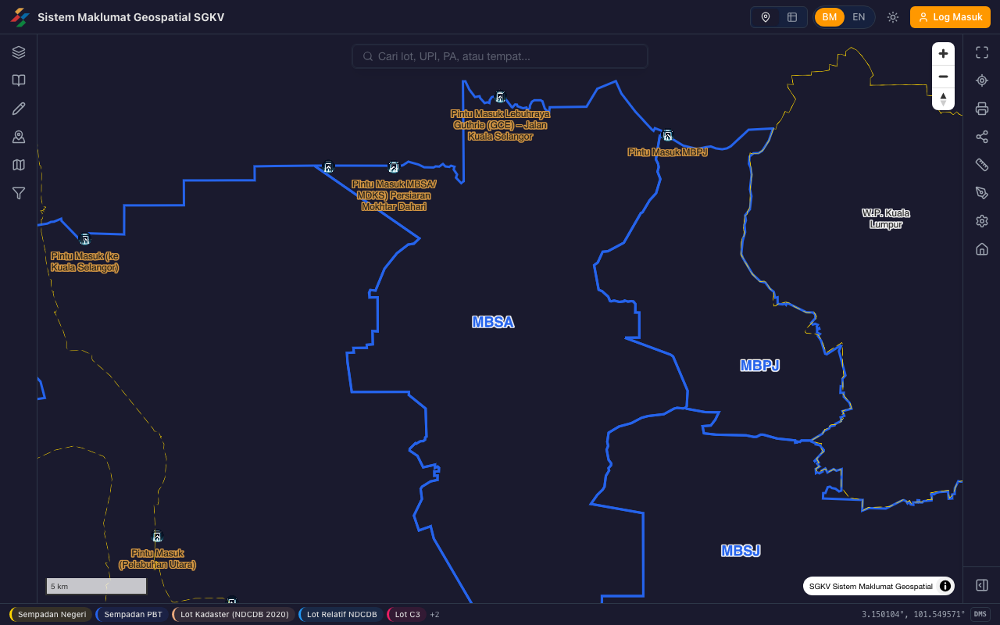 Sistem Maklumat Geospatial SGKV
BM
EN
Log Masuk
Cari lot, UPI, PA, atau tempat...
Pintu Masuk Lebuhraya
Guthrie (GCE) – Jalan
Kuala Selangor
Pintu Masuk MBPJ
Pintu Masuk MBSA/
MDKS) Persiaran
Mokhtar Dahari
W.P. Kuala
Lumpur
Pintu Masuk (ke
Kuala Selangor)
MBSA
MBPJ
MBSJ
Pintu Masuk
(Pelabuhan Utara)
5 km
SGKV Sistem Maklumat Geospatial
Sempadan Negeri
Sempadan PBT
Lot Kadaster (NDCDB 2020)
Lot Relatif NDCDB
Lot C3
+2
3.150104°, 101.549571°
DMS